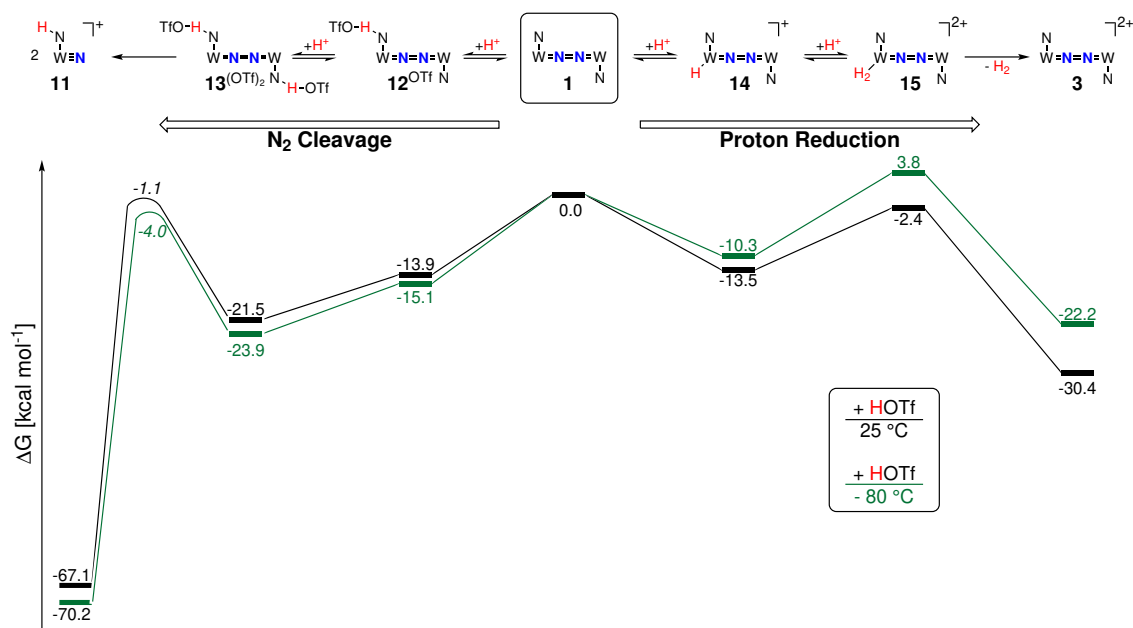 H N 2 W≡N ]⁺
11
TfO-H N W-N-N-W N H-OTf
13(OTf)₂
+H⁺
TfO-H N W=N=N=W N
12^OTf
+H⁺
N W=N=N=W N
1
+H⁺
N W=N=N=W N H ]⁺
14
+H⁺
N W=N=N=W N H₂ ]²⁺
15
- H₂
N W=N=N=W N ]²⁺
3
N₂ Cleavage
Proton Reduction
ΔG [kcal mol⁻¹]
-1.1
-4.0
-21.5
-23.9
-13.9
-15.1
0.0
-10.3
-13.5
3.8
-2.4
-22.2
-30.4
-67.1
-70.2
+ HOTf
25 °C
+ HOTf
- 80 °C